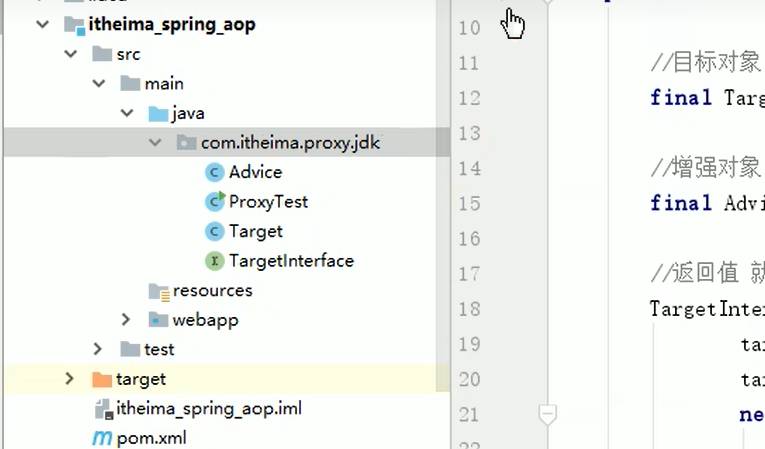 itheima_spring_aop
src
main
java
com.itheima.proxy.jdk
Advice
ProxyTest
Target
TargetInterface
resources
webapp
test
target
itheima_spring_aop.iml
pom.xml
10
11 //目标对象
12 final Targ
13
14 //增强对象
15 final Advi
16
17 //返回值 就
18 TargetInte
19 tar
20 tar
21 ne